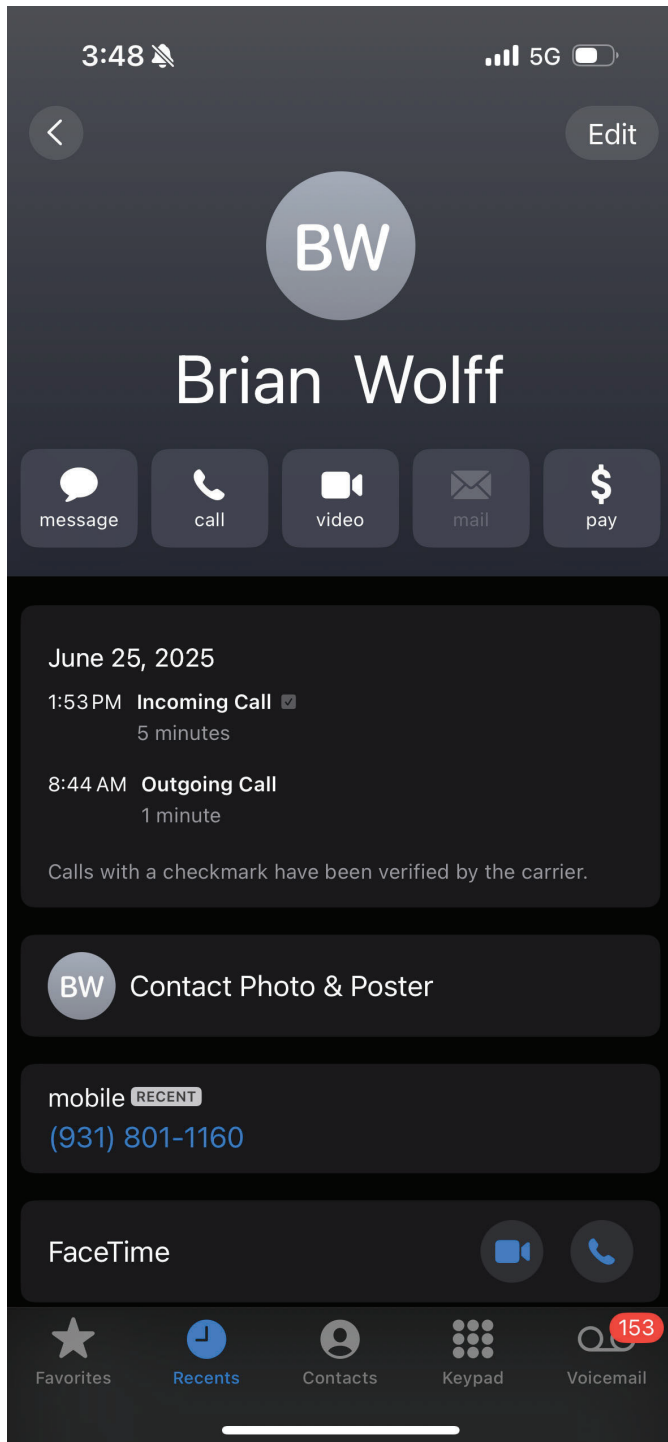 3:48 5G
Edit
BW
Brian Wolff
message call video mail pay
June 25, 2025
1:53 PM Incoming Call
5 minutes
8:44 AM Outgoing Call
1 minute
Calls with a checkmark have been verified by the carrier.
BW Contact Photo & Poster
mobile RECENT
(931) 801-1160
FaceTime
153
Favorites Recents Contacts Keypad Voicemail